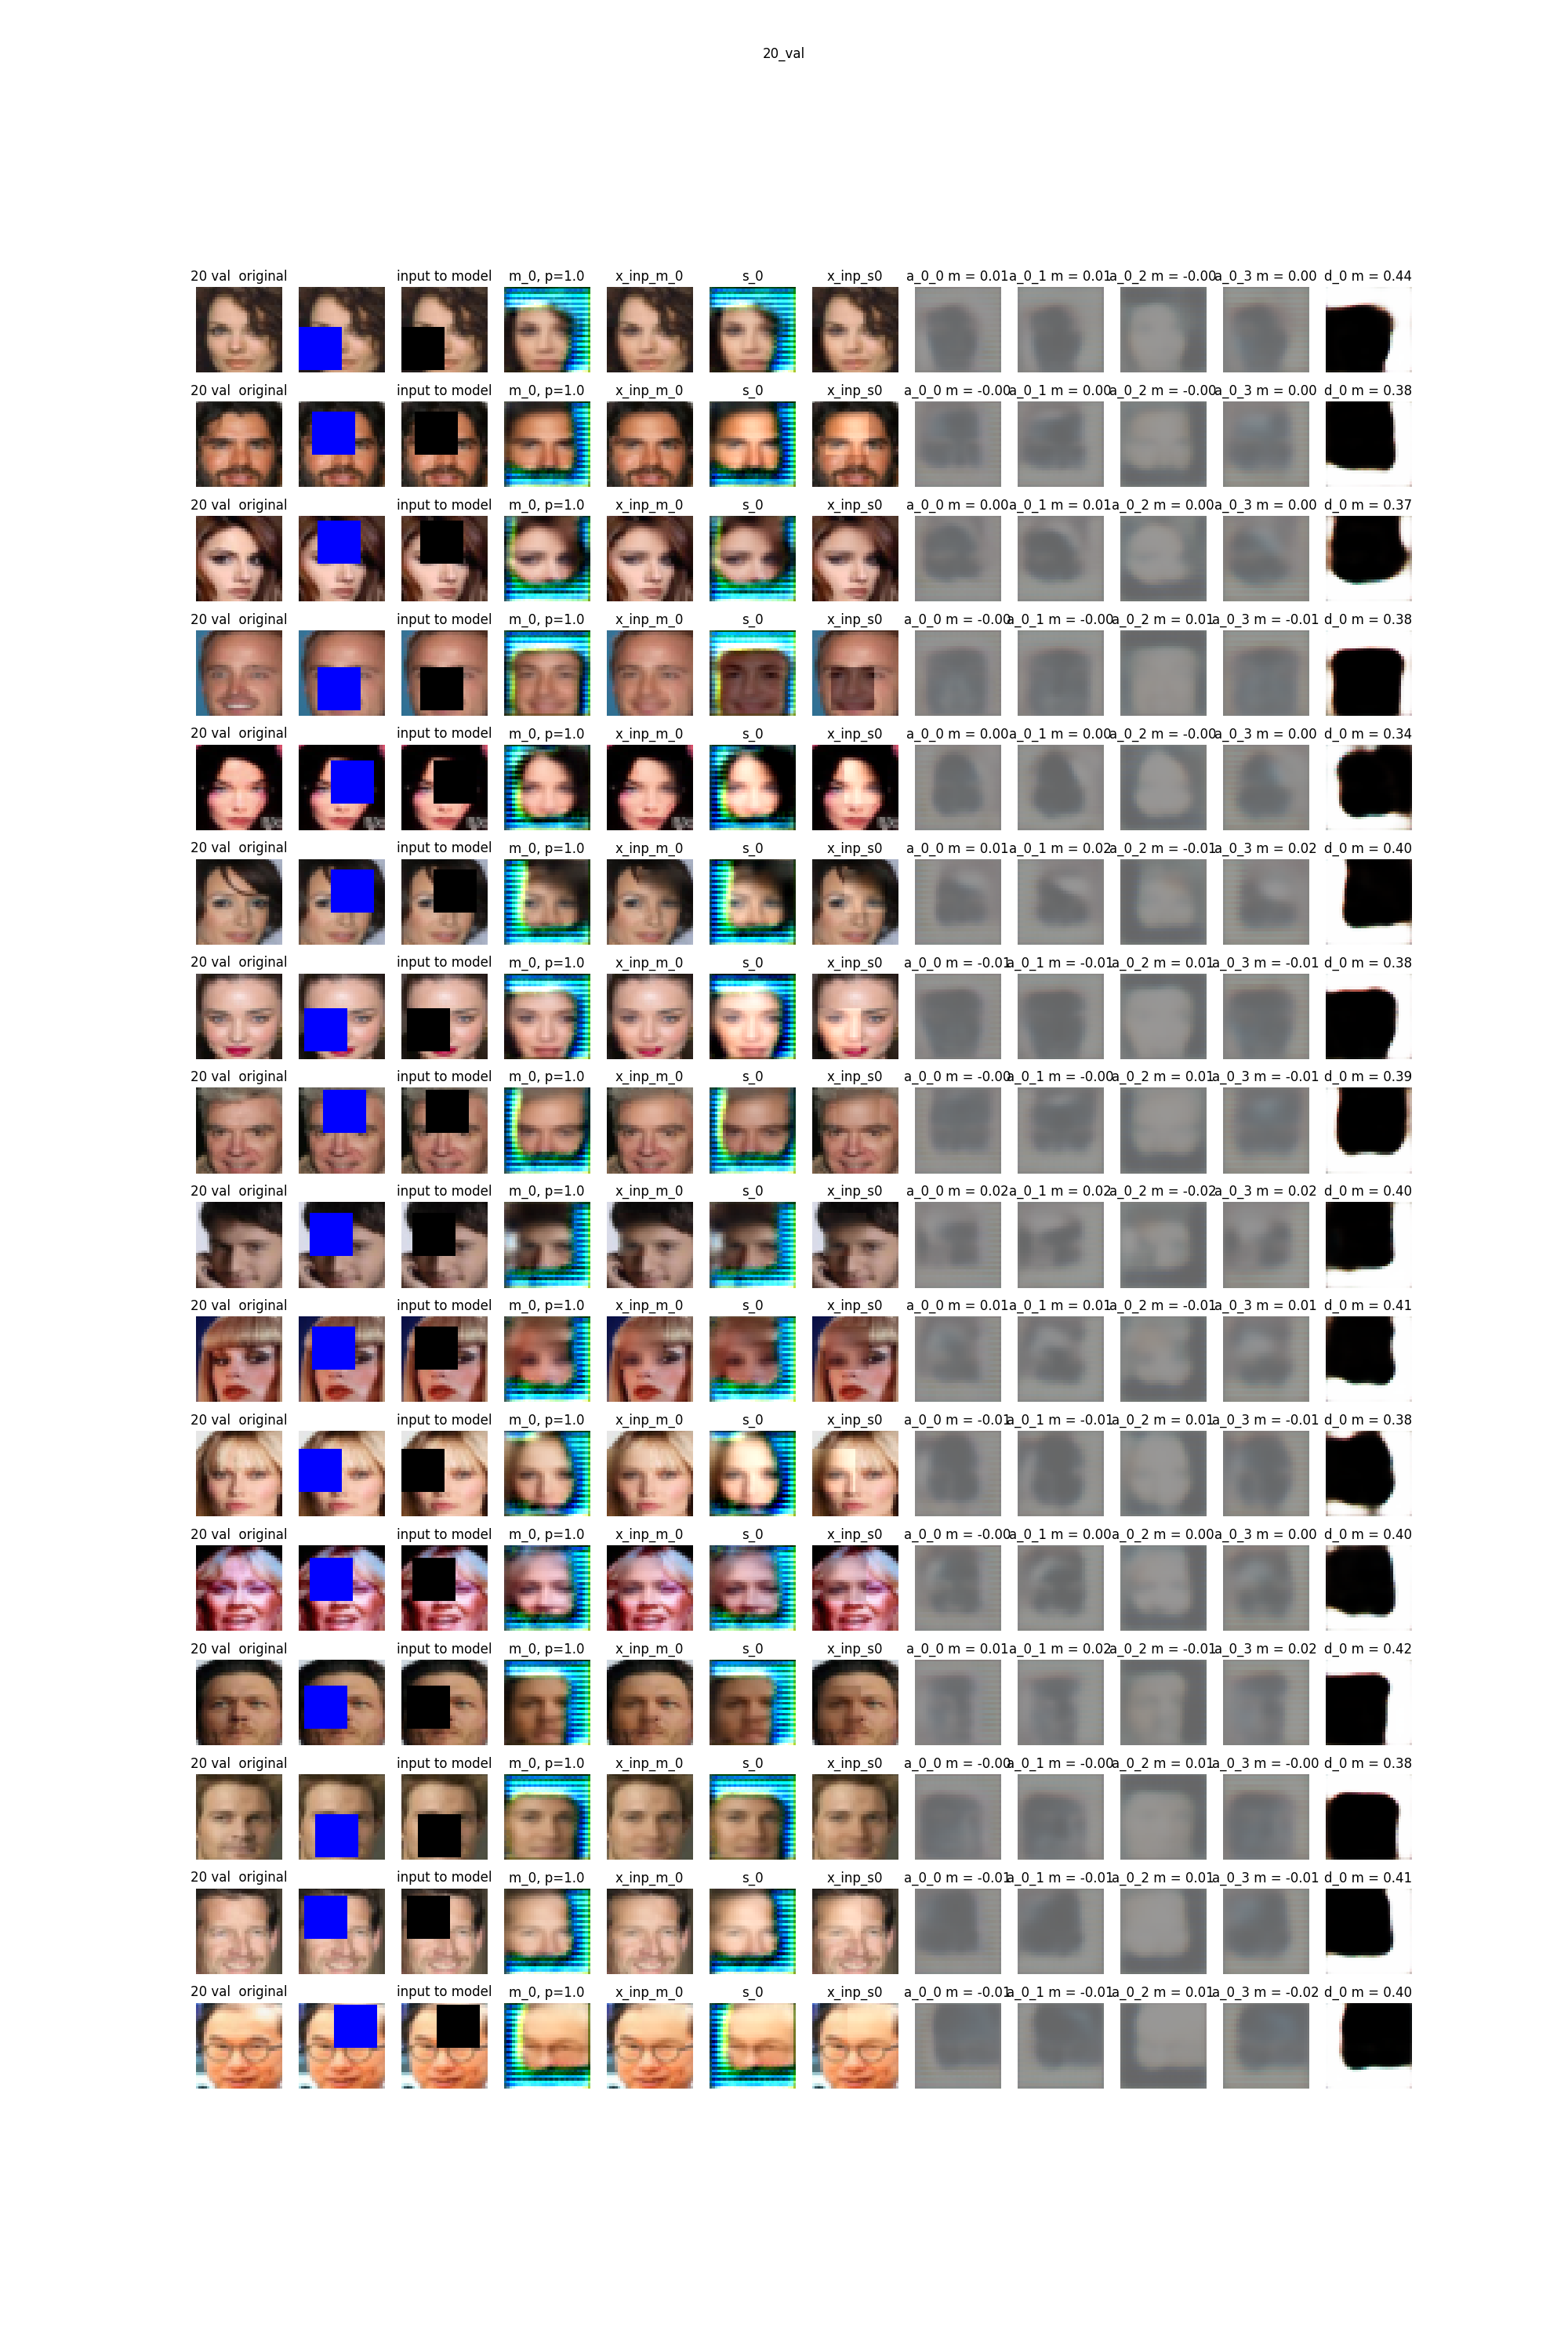 20_val
20 val  original input to model m_0, p=1.0 x_inp_m_0 s_0 x_inp_s0 a_0_0 m = 0.01 a_0_1 m = 0.01 a_0_2 m = -0.00 a_0_3 m = 0.00 d_0 m = 0.44
20 val  original input to model m_0, p=1.0 x_inp_m_0 s_0 x_inp_s0 a_0_0 m = -0.00 a_0_1 m = 0.00 a_0_2 m = -0.00 a_0_3 m = 0.00 d_0 m = 0.38
20 val  original input to model m_0, p=1.0 x_inp_m_0 s_0 x_inp_s0 a_0_0 m = 0.00 a_0_1 m = 0.01 a_0_2 m = 0.00 a_0_3 m = 0.00 d_0 m = 0.37
20 val  original input to model m_0, p=1.0 x_inp_m_0 s_0 x_inp_s0 a_0_0 m = -0.00 a_0_1 m = -0.00 a_0_2 m = 0.01 a_0_3 m = -0.01 d_0 m = 0.38
20 val  original input to model m_0, p=1.0 x_inp_m_0 s_0 x_inp_s0 a_0_0 m = 0.00 a_0_1 m = 0.00 a_0_2 m = -0.00 a_0_3 m = 0.00 d_0 m = 0.34
20 val  original input to model m_0, p=1.0 x_inp_m_0 s_0 x_inp_s0 a_0_0 m = 0.01 a_0_1 m = 0.02 a_0_2 m = -0.01 a_0_3 m = 0.02 d_0 m = 0.40
20 val  original input to model m_0, p=1.0 x_inp_m_0 s_0 x_inp_s0 a_0_0 m = -0.01 a_0_1 m = -0.01 a_0_2 m = 0.01 a_0_3 m = -0.01 d_0 m = 0.38
20 val  original input to model m_0, p=1.0 x_inp_m_0 s_0 x_inp_s0 a_0_0 m = -0.00 a_0_1 m = -0.00 a_0_2 m = 0.01 a_0_3 m = -0.01 d_0 m = 0.39
20 val  original input to model m_0, p=1.0 x_inp_m_0 s_0 x_inp_s0 a_0_0 m = 0.02 a_0_1 m = 0.02 a_0_2 m = -0.02 a_0_3 m = 0.02 d_0 m = 0.40
20 val  original input to model m_0, p=1.0 x_inp_m_0 s_0 x_inp_s0 a_0_0 m = 0.01 a_0_1 m = 0.01 a_0_2 m = -0.01 a_0_3 m = 0.01 d_0 m = 0.41
20 val  original input to model m_0, p=1.0 x_inp_m_0 s_0 x_inp_s0 a_0_0 m = -0.01 a_0_1 m = -0.01 a_0_2 m = 0.01 a_0_3 m = -0.01 d_0 m = 0.38
20 val  original input to model m_0, p=1.0 x_inp_m_0 s_0 x_inp_s0 a_0_0 m = -0.00 a_0_1 m = 0.00 a_0_2 m = 0.00 a_0_3 m = 0.00 d_0 m = 0.40
20 val  original input to model m_0, p=1.0 x_inp_m_0 s_0 x_inp_s0 a_0_0 m = 0.01 a_0_1 m = 0.02 a_0_2 m = -0.01 a_0_3 m = 0.02 d_0 m = 0.42
20 val  original input to model m_0, p=1.0 x_inp_m_0 s_0 x_inp_s0 a_0_0 m = -0.00 a_0_1 m = -0.00 a_0_2 m = 0.01 a_0_3 m = -0.00 d_0 m = 0.38
20 val  original input to model m_0, p=1.0 x_inp_m_0 s_0 x_inp_s0 a_0_0 m = -0.01 a_0_1 m = -0.01 a_0_2 m = 0.01 a_0_3 m = -0.01 d_0 m = 0.41
20 val  original input to model m_0, p=1.0 x_inp_m_0 s_0 x_inp_s0 a_0_0 m = -0.01 a_0_1 m = -0.01 a_0_2 m = 0.01 a_0_3 m = -0.02 d_0 m = 0.40